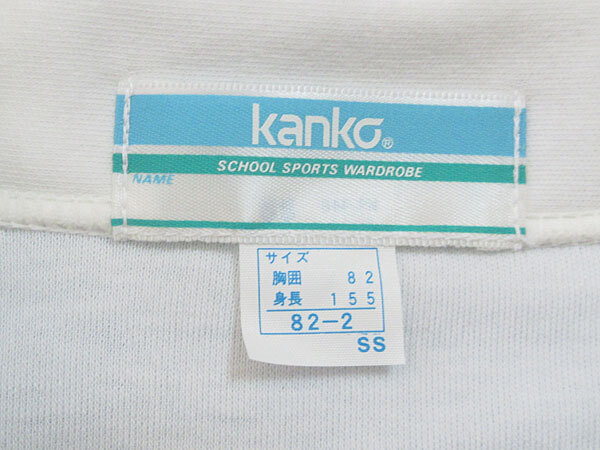 kanko®
SCHOOL SPORTS WARDROBE
NAME
サイズ
胸囲 82
身長 155
82-2
SS